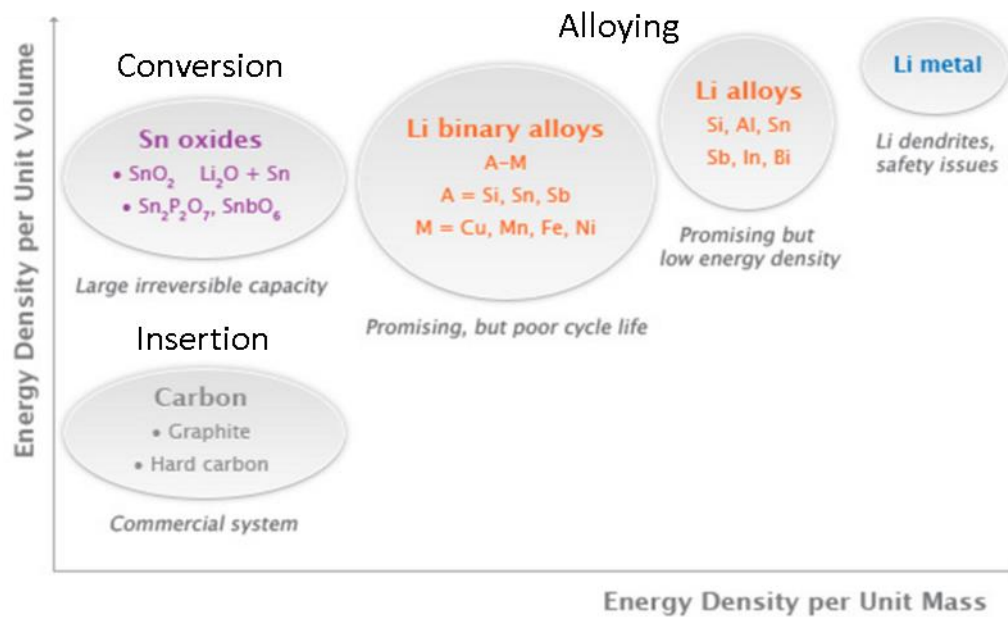 Energy Density per Unit Volume
Conversion
Sn oxides
• SnO₂ Li₂O + Sn
• Sn₂P₂O₇, SnbO₆
Large irreversible capacity
Insertion
Carbon
• Graphite
• Hard carbon
Commercial system
Alloying
Li binary alloys
A–M
A = Si, Sn, Sb
M = Cu, Mn, Fe, Ni
Promising, but poor cycle life
Li alloys
Si, Al, Sn
Sb, In, Bi
Promising but
low energy density
Li metal
Li dendrites,
safety issues
Energy Density per Unit Mass